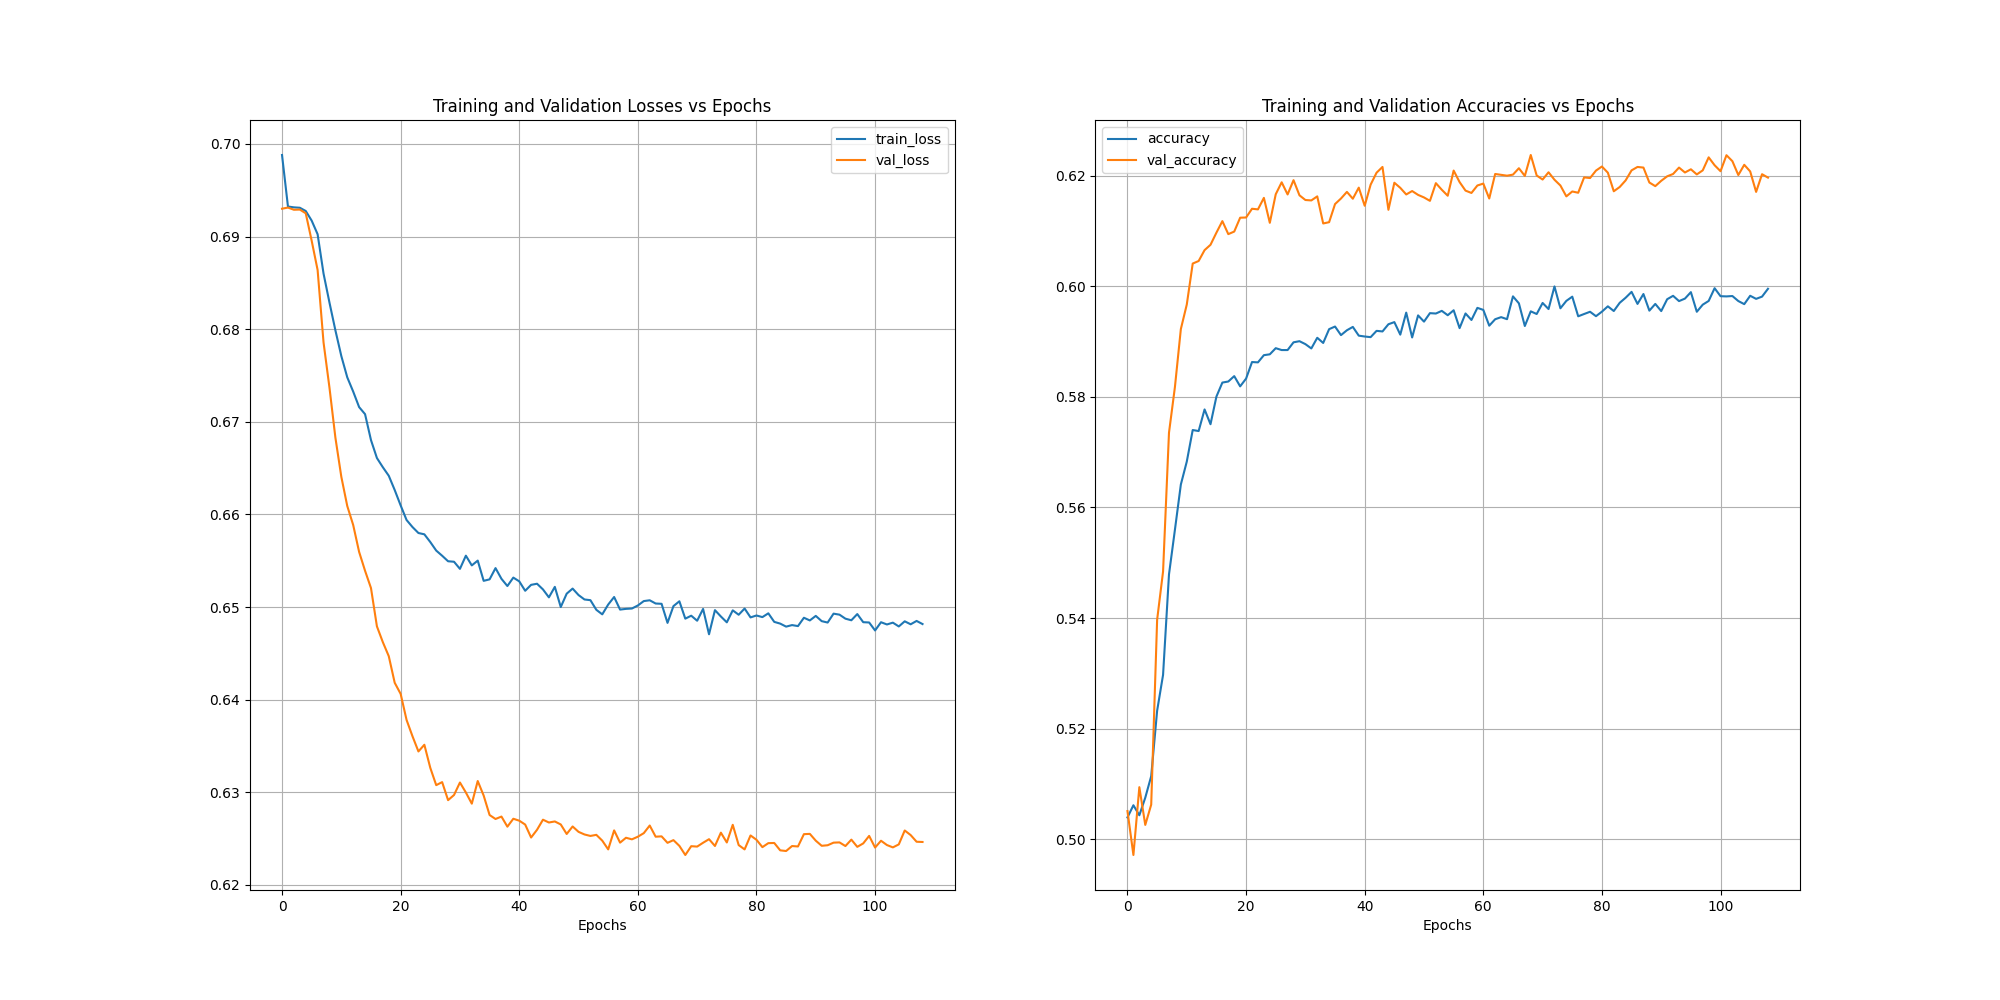 Training and Validation Losses vs Epochs
train_loss
val_loss
0.70
0.69
0.68
0.67
0.66
0.65
0.64
0.63
0.62
0 20 40 60 80 100
Epochs
Training and Validation Accuracies vs Epochs
accuracy
val_accuracy
0.62
0.60
0.58
0.56
0.54
0.52
0.50
0 20 40 60 80 100
Epochs